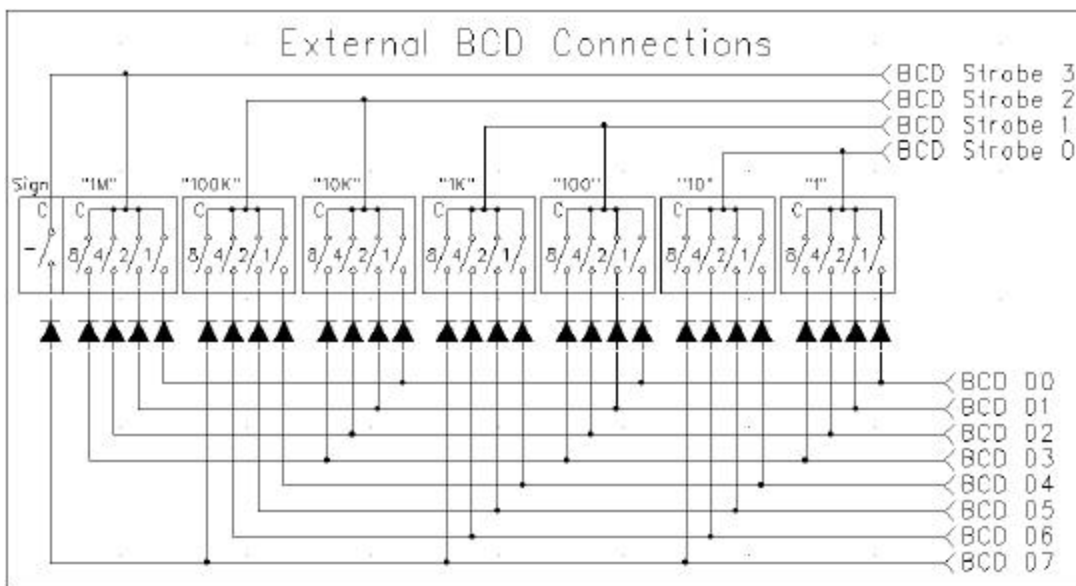 External BCD Connections
BCD Strobe 3
BCD Strobe 2
BCD Strobe 1
BCD Strobe 0
Sign "1M" "100K" "10K" "1K" "100" "10" "1"
C C C C C C C C
- 8 4 2 1 8 4 2 1 8 4 2 1 8 4 2 1 8 4 2 1 8 4 2 1 8 4 2 1
BCD D0
BCD D1
BCD D2
BCD D3
BCD D4
BCD D5
BCD D6
BCD D7